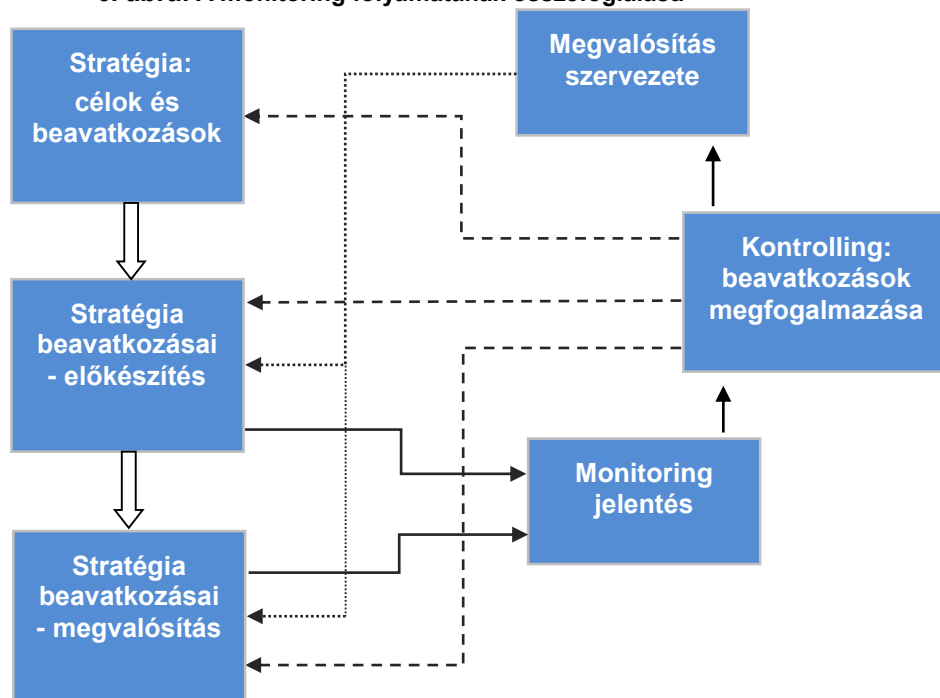 Stratégia:
célok és
beavatkozások
Megvalósítás
szervezete
Kontrolling:
beavatkozások
megfogalmazása
Stratégia
beavatkozásai
- előkészítés
Monitoring
jelentés
Stratégia
beavatkozásai
- megvalósítás